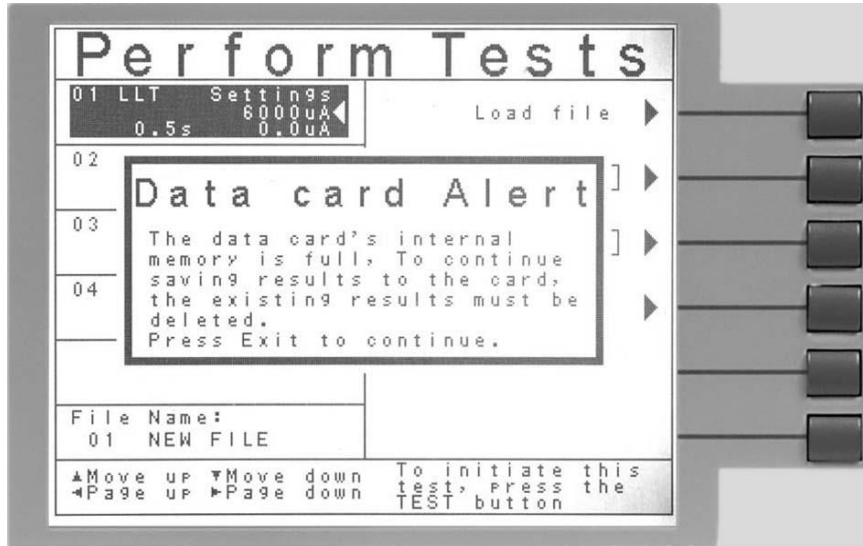 Perform Tests
01 LLT Settings
6000uA
0.5s 0.0uA
Load file
02
]
03
]
04
Data card Alert
The data card's internal
memory is full, To continue
saving results to the card,
the existing results must be
deleted.
Press Exit to continue.
File Name:
01 NEW FILE
▲Move up ▼Move down
◄Page up ►Page down
To initiate this
test, press the
TEST button